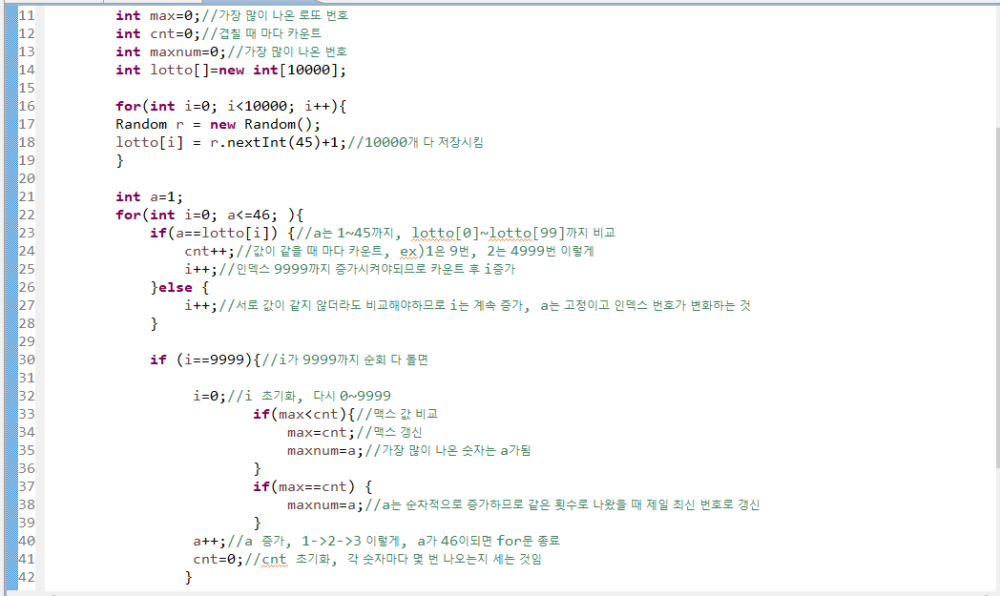 11 int max=0;//가장 많이 나온 로또 번호
12 int cnt=0;//겹칠 때 마다 카운트
13 int maxnum=0;//가장 많이 나온 번호
14 int lotto[]=new int[10000];
15
16 for(int i=0; i<10000; i++){
17 Random r = new Random();
18 lotto[i] = r.nextInt(45)+1;//10000개 다 저장시킴
19 }
20
21 int a=1;
22 for(int i=0; a<=46; ){
23 if(a==lotto[i]) {//a는 1~45까지, lotto[0]~lotto[99]까지 비교
24 cnt++;//값이 같을 때 마다 카운트, ex)1은 9번, 2는 4999번 이렇게
25 i++;//인덱스 9999까지 증가시켜야되므로 카운트 후 i증가
26 }else {
27 i++;//서로 값이 같지 않더라도 비교해야하므로 i는 계속 증가, a는 고정이고 인덱스 번호가 변화하는 것
28 }
29
30 if (i==9999){//i가 9999까지 순회 다 돌면
31
32 i=0;//i 초기화, 다시 0~9999
33 if(max<cnt){//맥스 값 비교
34 max=cnt;//맥스 갱신
35 maxnum=a;//가장 많이 나온 숫자는 a가됨
36 }
37 if(max==cnt) {
38 maxnum=a;//a는 순차적으로 증가하므로 같은 횟수로 나왔을 때 제일 최신 번호로 갱신
39 }
40 a++;//a 증가, 1->2->3 이렇게, a가 46이되면 for문 종료
41 cnt=0;//cnt 초기화, 각 숫자마다 몇 번 나오는지 세는 것임
42 }